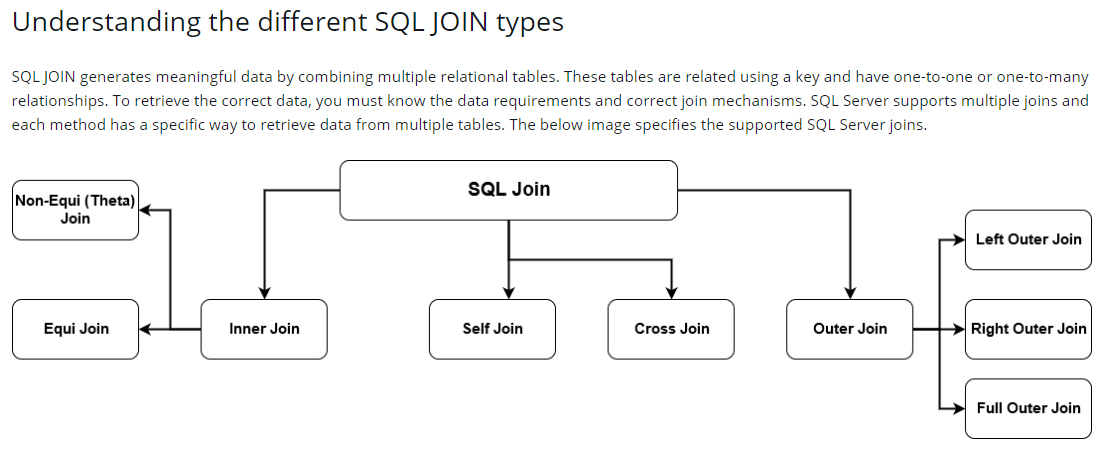 Understanding the different SQL JOIN types
SQL JOIN generates meaningful data by combining multiple relational tables. These tables are related using a key and have one-to-one or one-to-many
relationships. To retrieve the correct data, you must know the data requirements and correct join mechanisms. SQL Server supports multiple joins and
each method has a specific way to retrieve data from multiple tables. The below image specifies the supported SQL Server joins.
SQL Join
Non-Equi (Theta)
Join
Left Outer Join
Equi Join
Inner Join
Self Join
Cross Join
Outer Join
Right Outer Join
Full Outer Join